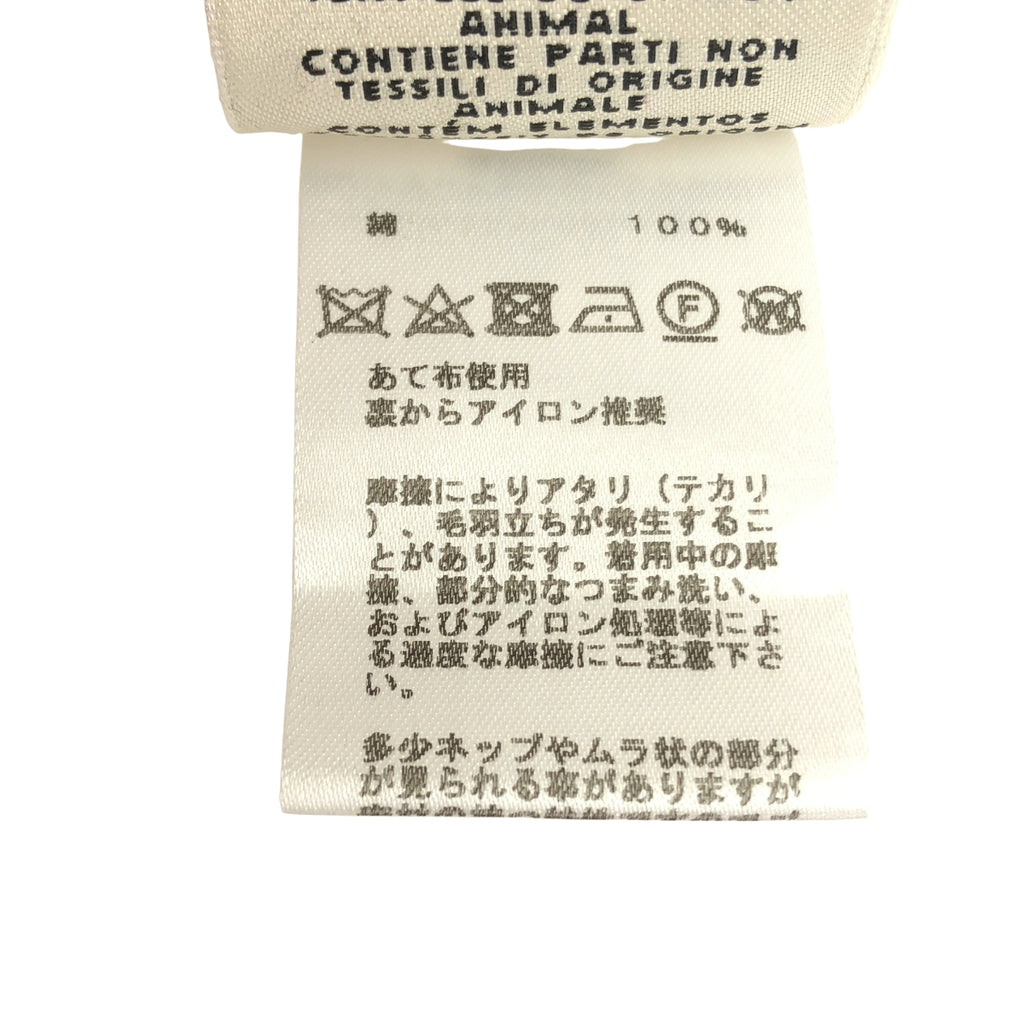 ANIMAL
CONTIENE PARTI NON
TESSILI DI ORIGINE
ANIMALE
CONTÉM ELEMENTOS
綿 100%
F
W
あて布使用
裏からアイロン推奨
摩擦によりアタリ（テカリ
）、毛羽立ちが発生するこ
とがあります。着用中の摩
擦、部分的なつまみ洗い、
およびアイロン処理等によ
る過度な摩擦にご注意下さ
い。
多少ネップやムラ状の部分
が見られる事がありますが